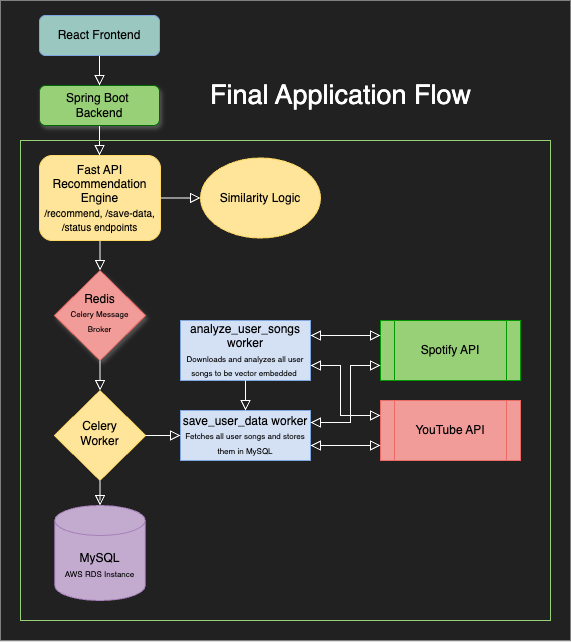 React Frontend
Spring Boot
Backend
Final Application Flow
Fast API
Recommendation
Engine
/recommend, /save-data,
/status endpoints
Similarity Logic
Redis
Celery Message
Broker
analyze_user_songs
worker
Downloads and analyzes all user
songs to be vector embedded
Spotify API
Celery
Worker
save_user_data worker
Fetches all user songs and stores
them in MySQL
YouTube API
MySQL
AWS RDS Instance